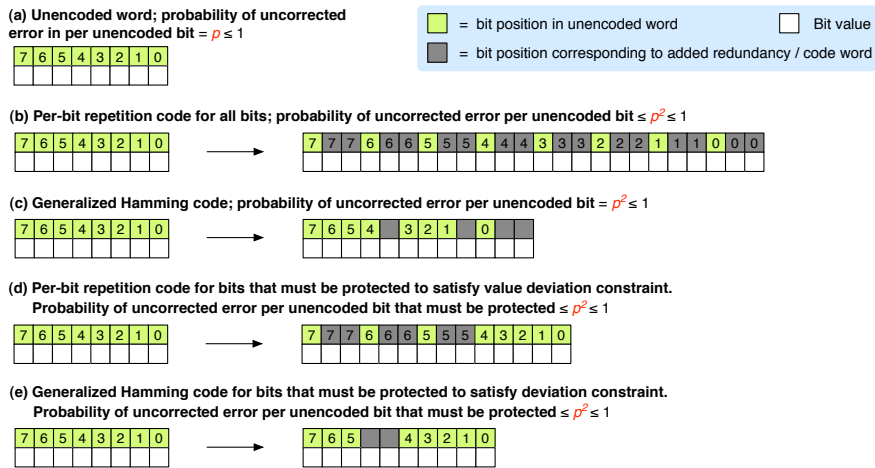 (a) Unencoded word; probability of uncorrected
error in per unencoded bit = p ≤ 1
= bit position in unencoded word
Bit value
= bit position corresponding to added redundancy / code word
7 6 5 4 3 2 1 0
(b) Per-bit repetition code for all bits; probability of uncorrected error per unencoded bit ≤ p² ≤ 1
7 6 5 4 3 2 1 0
7 7 7 6 6 6 5 5 5 4 4 4 3 3 3 2 2 2 1 1 1 0 0 0
(c) Generalized Hamming code; probability of uncorrected error per unencoded bit = p² ≤ 1
7 6 5 4 3 2 1 0
7 6 5 4 3 2 1 0
(d) Per-bit repetition code for bits that must be protected to satisfy value deviation constraint.
Probability of uncorrected error per unencoded bit that must be protected ≤ p² ≤ 1
7 6 5 4 3 2 1 0
7 7 7 6 6 6 5 5 5 4 3 2 1 0
(e) Generalized Hamming code for bits that must be protected to satisfy deviation constraint.
Probability of uncorrected error per unencoded bit that must be protected ≤ p² ≤ 1
7 6 5 4 3 2 1 0
7 6 5 4 3 2 1 0